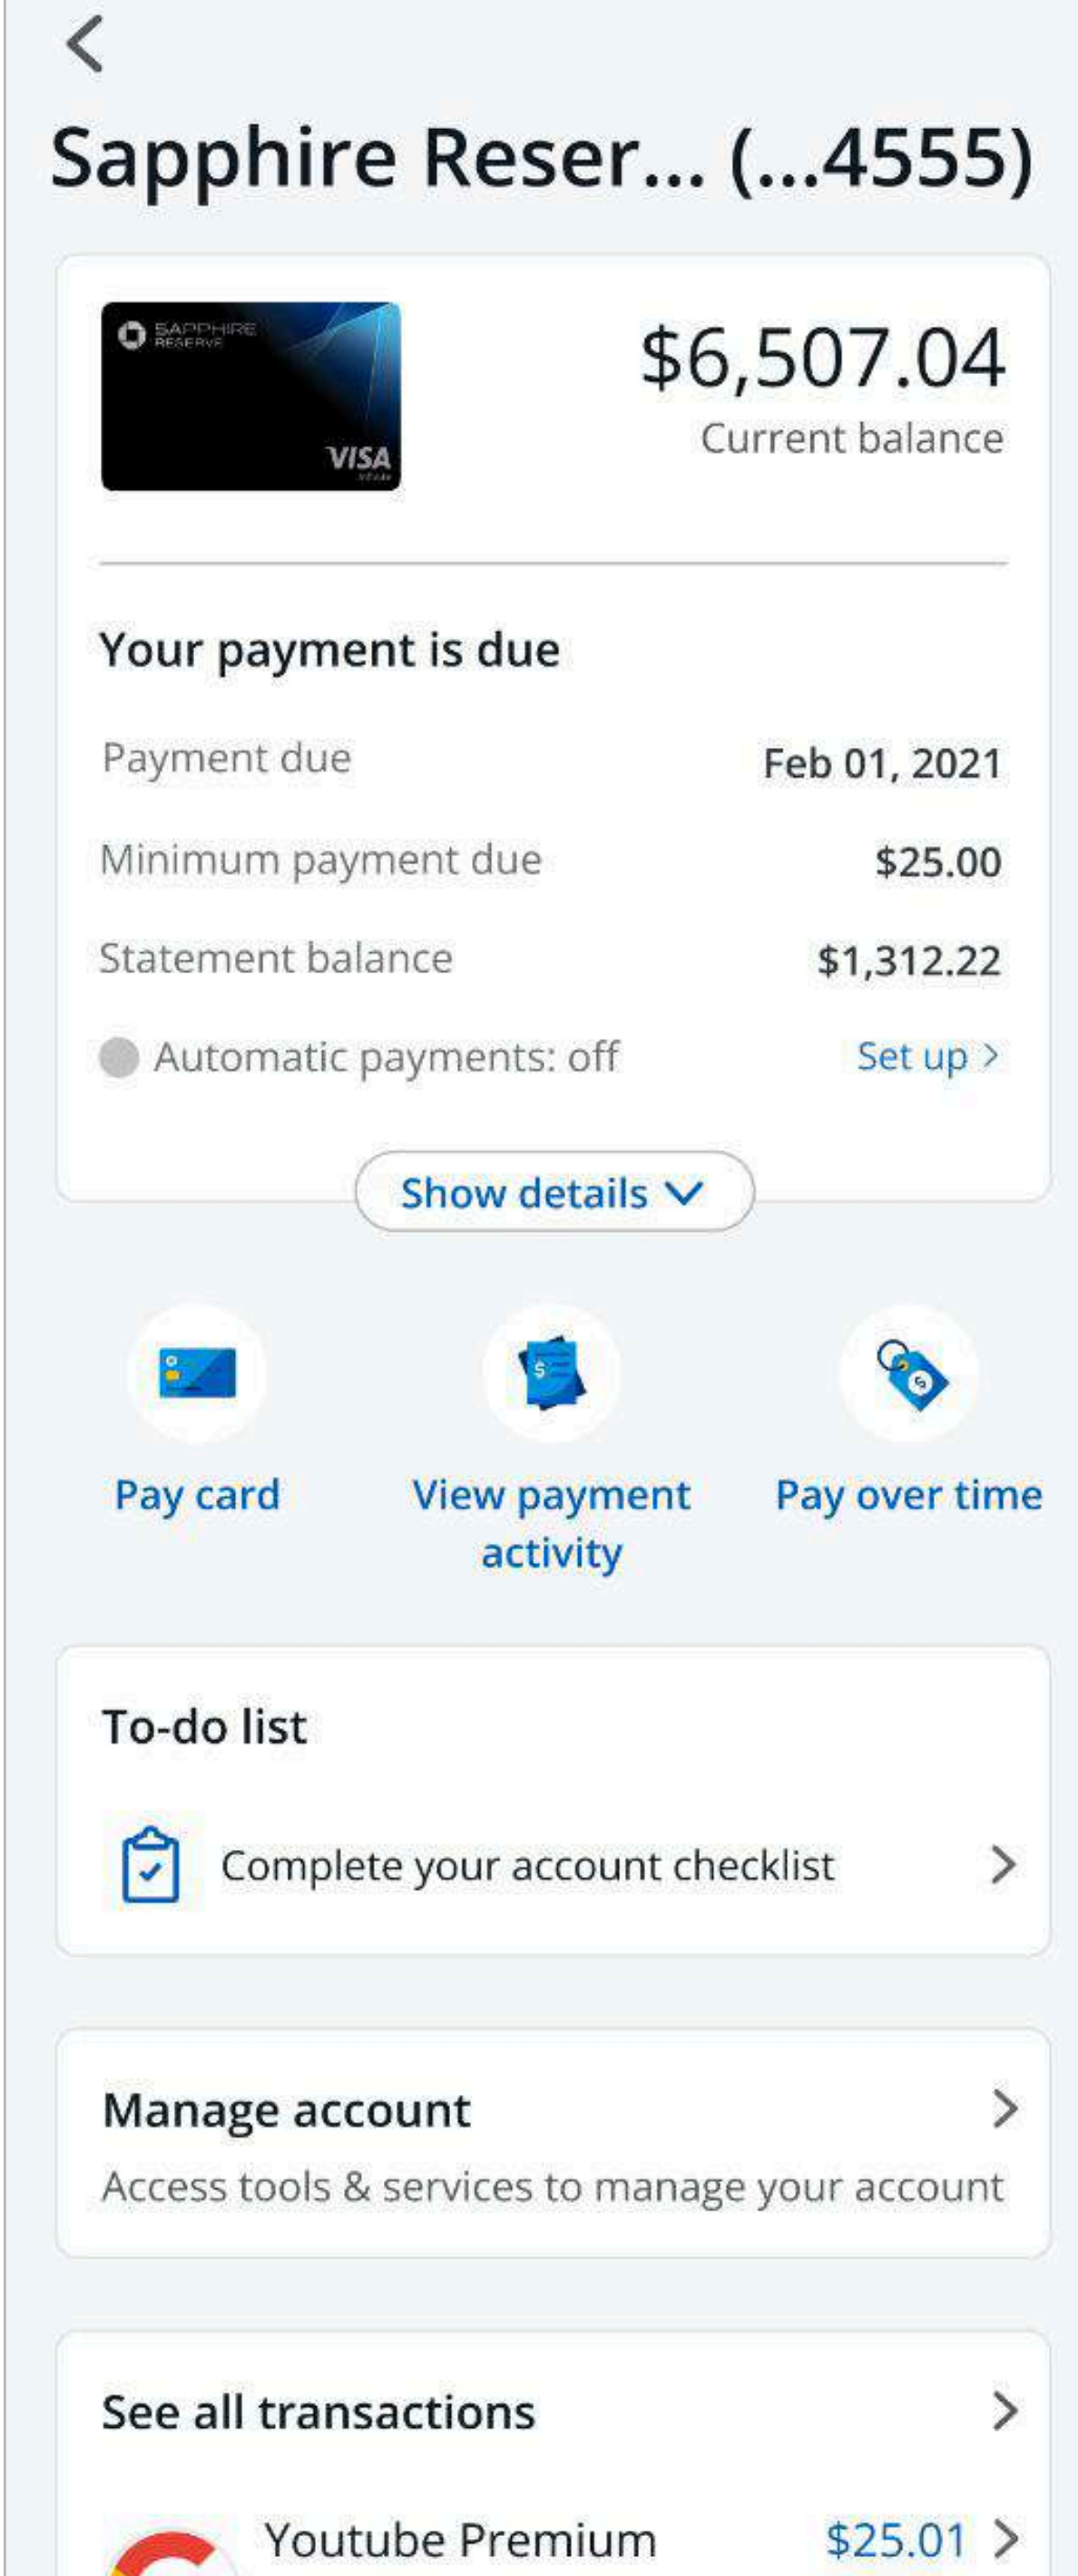 Sapphire Reser... (...4555)
SAPPHIRE
RESERVE
VISA
$6,507.04
Current balance
Your payment is due
Payment due Feb 01, 2021
Minimum payment due $25.00
Statement balance $1,312.22
Automatic payments: off Set up >
Show details
Pay card
View payment
activity
Pay over time
To-do list
Complete your account checklist
Manage account
Access tools & services to manage your account
See all transactions
Youtube Premium $25.01